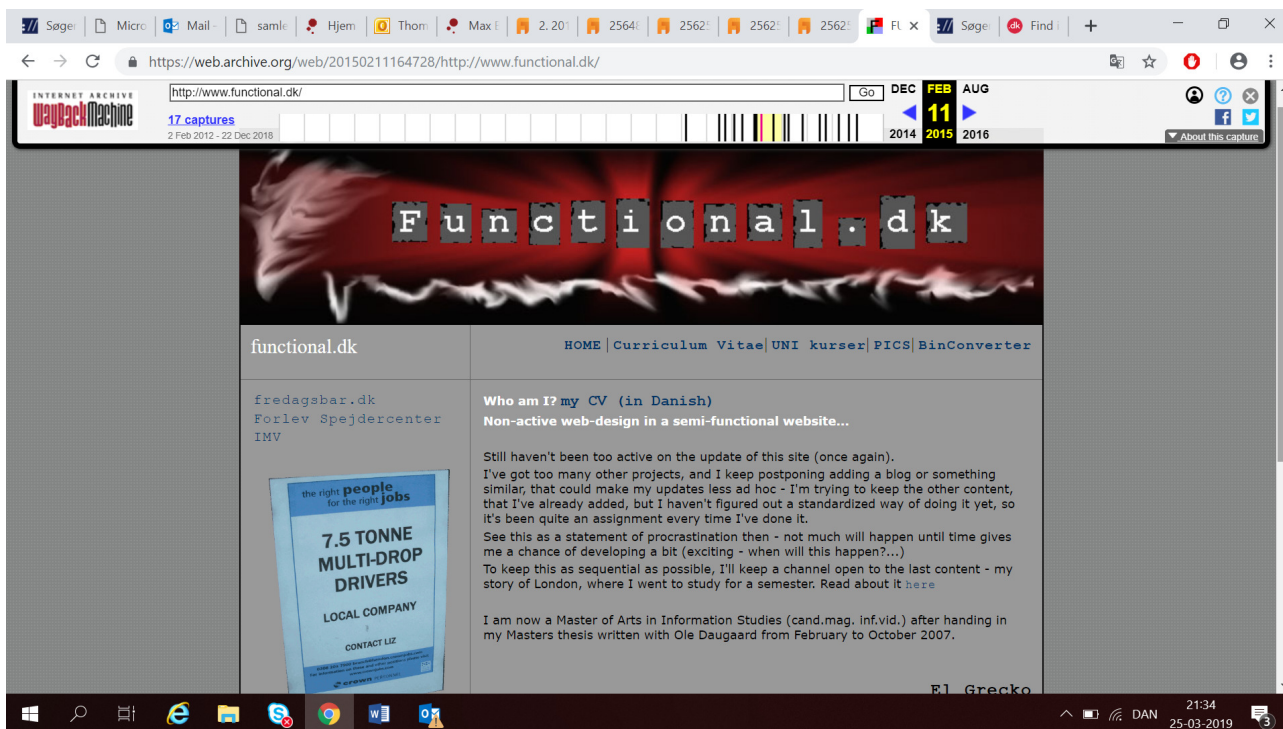 Søge
Micro
Mail -
samle
Hjem
Thom
Max E
2. 201
25648
2562
2562
2562
FU
Søge
Find i
https://web.archive.org/web/20150211164728/http://www.functional.dk/
INTERNET ARCHIVE
WayBackMachine
http://www.functional.dk/
Go
DEC FEB AUG
17 captures
11
2 Feb 2012 - 22 Dec 2018
2014 2015 2016
▼ About this capture
Functional.dk
functional.dk
HOME |Curriculum Vitae|UNI kurser|PICS|BinConverter
fredagsbar.dk
Forlev Spejdercenter
IMV
the right people
for the right jobs
7.5 TONNE
MULTI-DROP
DRIVERS
LOCAL COMPANY
CONTACT LIZ
crown
Who am I? my CV (in Danish)
Non-active web-design in a semi-functional website...
Still haven't been too active on the update of this site (once again).
I've got too many other projects, and I keep postponing adding a blog or something
similar, that could make my updates less ad hoc - I'm trying to keep the other content,
that I've already added, but I haven't figured out a standardized way of doing it yet, so
it's been quite an assignment every time I've done it.
See this as a statement of procrastination then - not much will happen until time gives
me a chance of developing a bit (exciting - when will this happen?...)
To keep this as sequential as possible, I'll keep a channel open to the last content - my
story of London, where I went to study for a semester. Read about it here
I am now a Master of Arts in Information Studies (cand.mag. inf.vid.) after handing in
my Masters thesis written with Ole Daugaard from February to October 2007.
El Grecko
DAN
21:34
25-03-2019
3